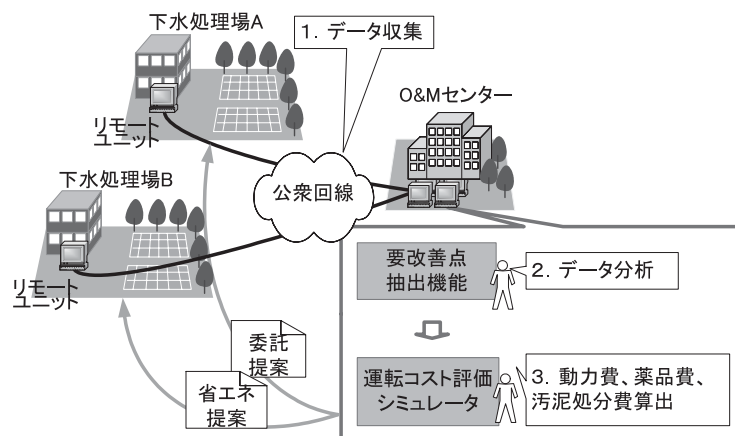 下水処理場A
1. データ収集
O&Mセンター
リモート
ユニット
下水処理場B
公衆回線
リモート
ユニット
要改善点
抽出機能
2. データ分析
委託
提案
省エネ
提案
運転コスト評価
シミュレータ
3. 動力費、薬品費、
汚泥処分費算出